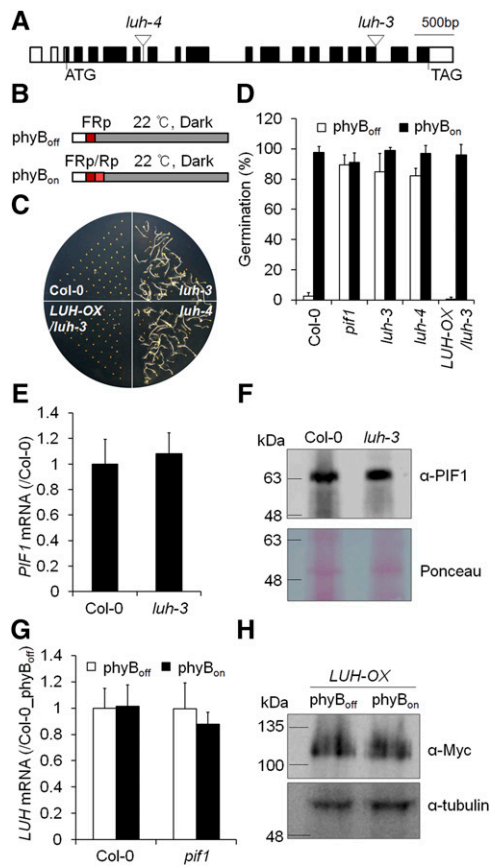 A
luh-4
luh-3
500bp
ATG
TAG
B
FRp 22 ℃, Dark
phyBoff
FRp/Rp 22 ℃, Dark
phyBon
C
Col-0
luh-3
LUH-OX
/luh-3
luh-4
D
phyBoff phyBon
Germination (%)
120
100
80
60
40
20
0
Col-0
pif1
luh-3
luh-4
LUH-OX
/luh-3
E
PIF1 mRNA (/Col-0)
1.4
1.2
1
0.8
0.6
0.4
0.2
0
Col-0 luh-3
F
kDa Col-0 luh-3
63
α-PIF1
48
63
Ponceau
48
G
LUH mRNA (/Col-0_phyBoff)
phyBoff phyBon
1.4
1.2
1
0.8
0.6
0.4
0.2
0
Col-0 pif1
H
LUH-OX
kDa phyBoff phyBon
135
α-Myc
100
α-tubulin
48